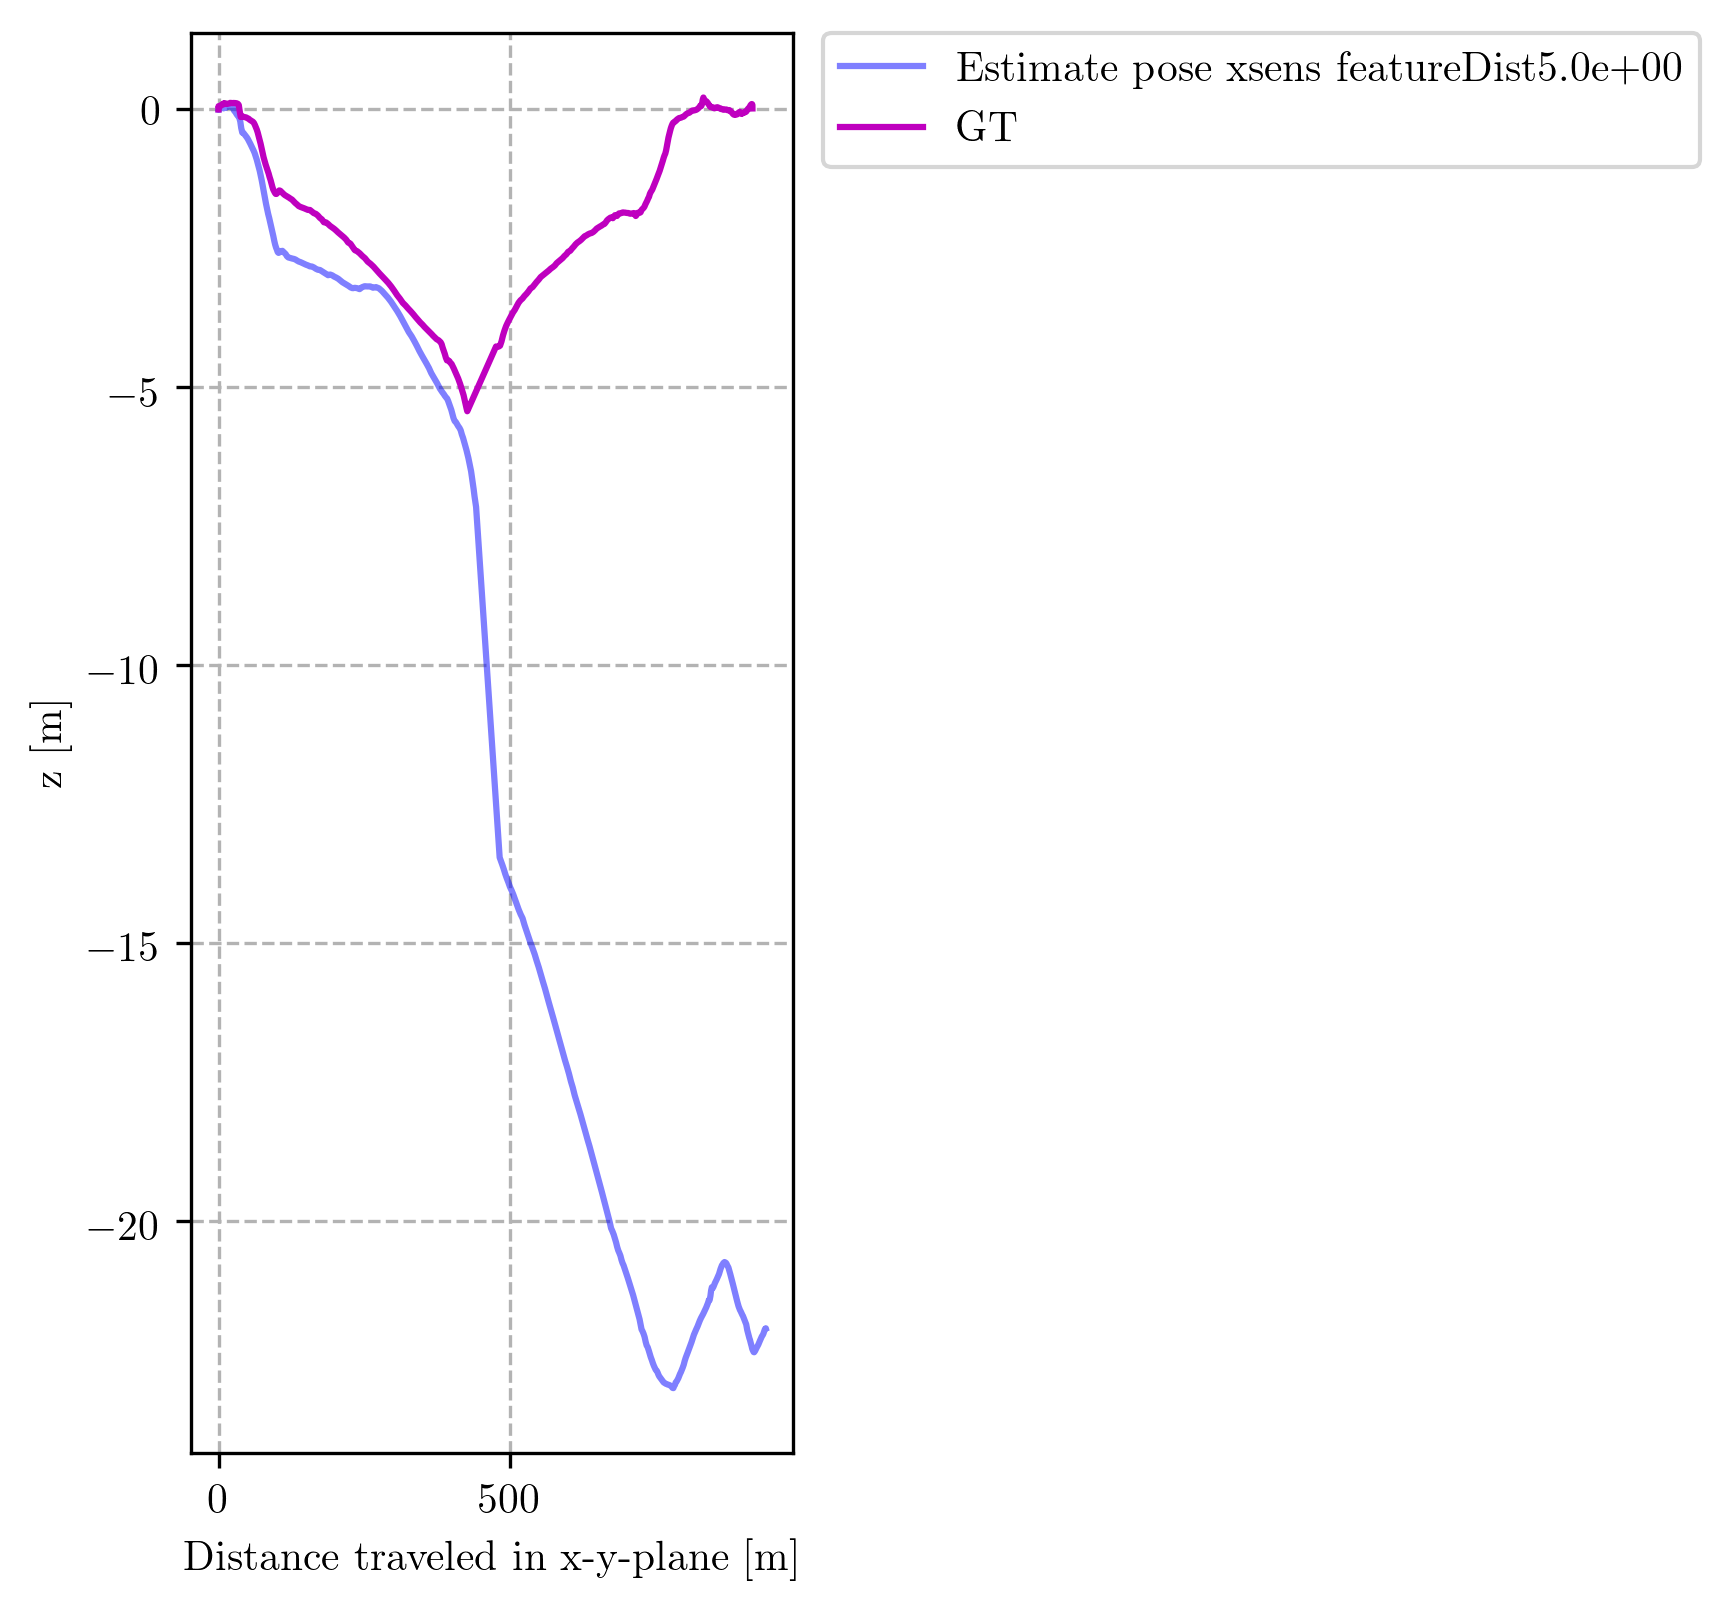 Estimate pose xsens featureDist5.0e+00
GT
0
−5
−10
−15
−20
z [m]
0 500
Distance traveled in x-y-plane [m]